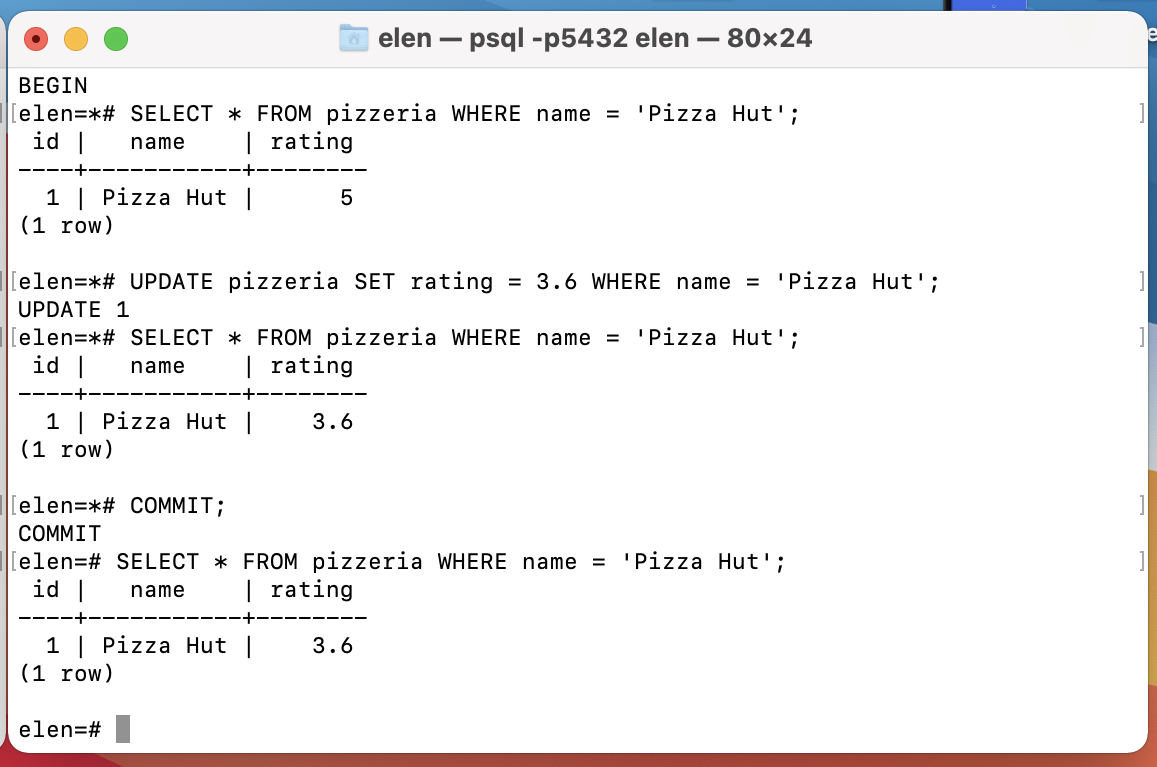 elen — psql -p5432 elen — 80×24
BEGIN
[elen=*# SELECT * FROM pizzeria WHERE name = 'Pizza Hut'; ]
 id |   name    | rating
----+-----------+--------
  1 | Pizza Hut |      5
(1 row)

[elen=*# UPDATE pizzeria SET rating = 3.6 WHERE name = 'Pizza Hut'; ]
UPDATE 1
[elen=*# SELECT * FROM pizzeria WHERE name = 'Pizza Hut'; ]
 id |   name    | rating
----+-----------+--------
  1 | Pizza Hut |    3.6
(1 row)

[elen=*# COMMIT; ]
COMMIT
[elen=# SELECT * FROM pizzeria WHERE name = 'Pizza Hut'; ]
 id |   name    | rating
----+-----------+--------
  1 | Pizza Hut |    3.6
(1 row)

elen=#